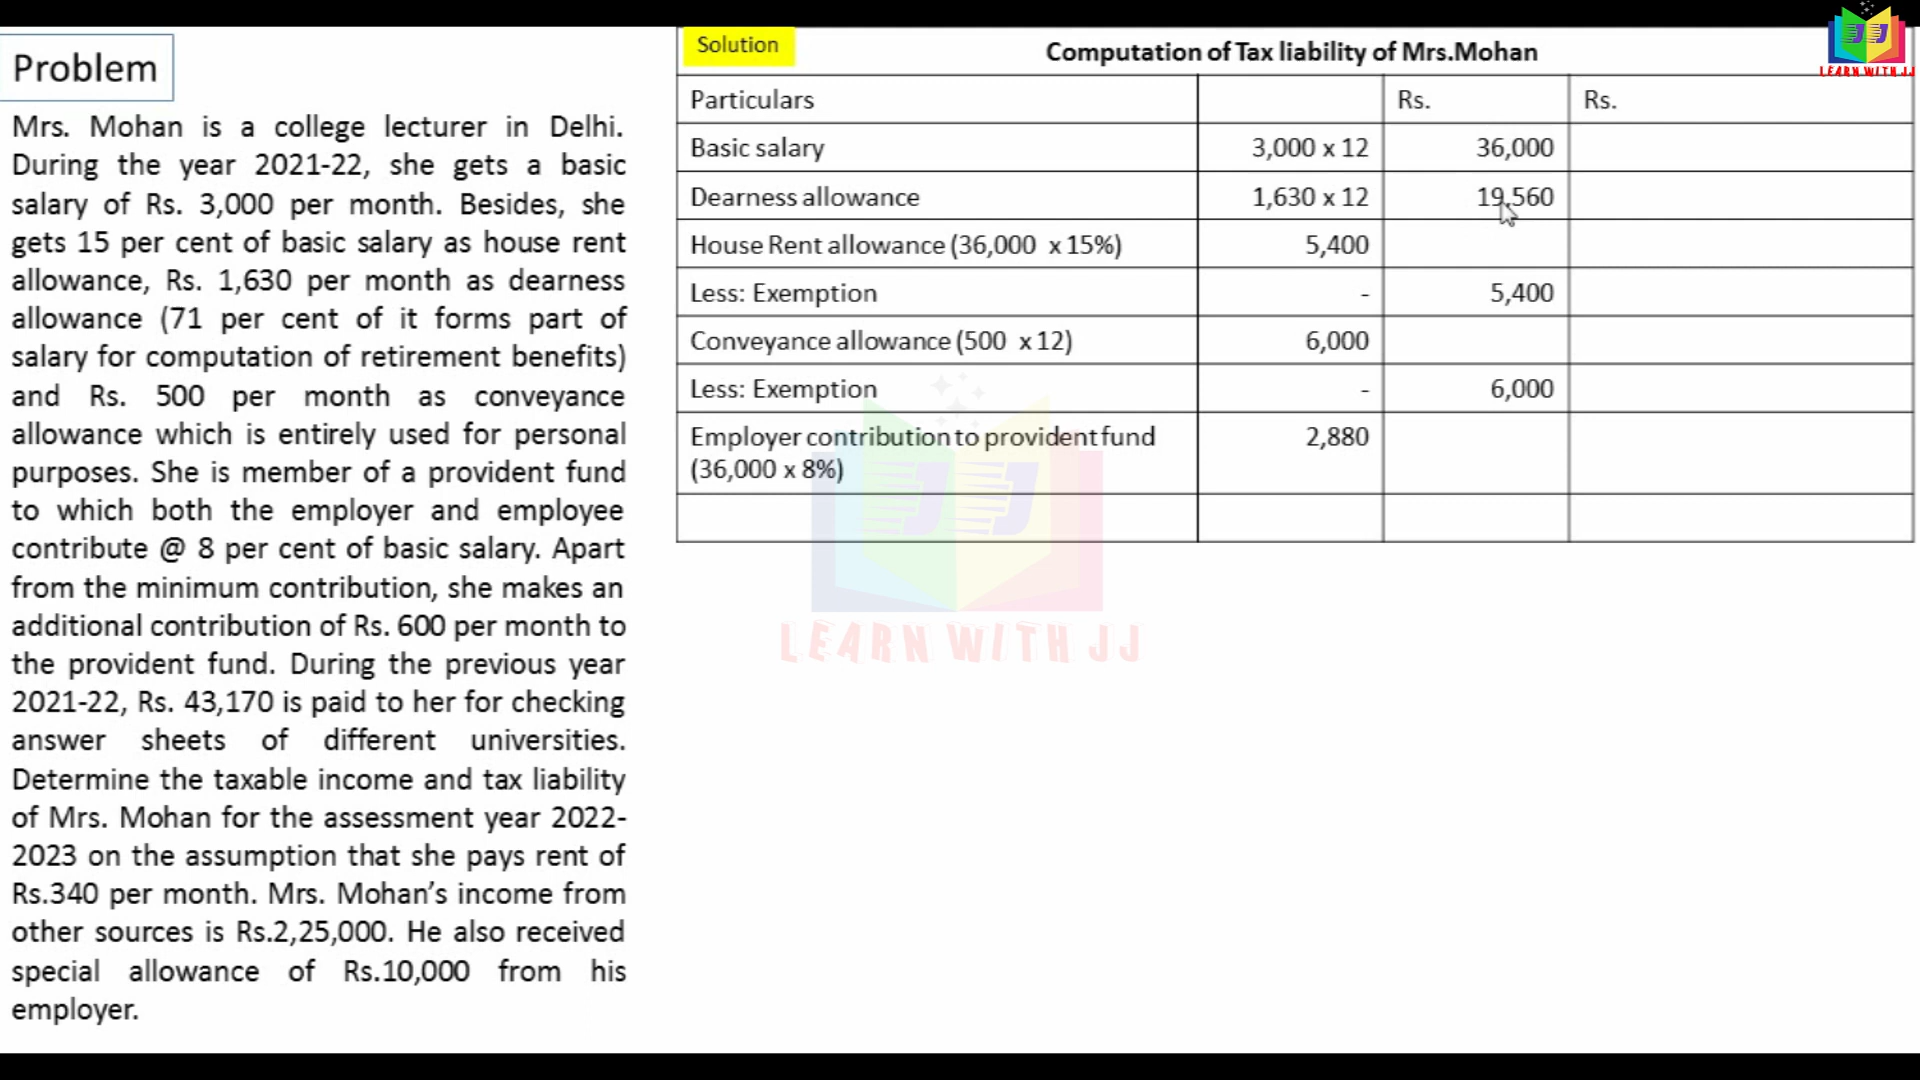 Problem
Mrs. Mohan is a college lecturer in Delhi.
During the year 2021-22, she gets a basic
salary of Rs. 3,000 per month. Besides, she
gets 15 per cent of basic salary as house rent
allowance, Rs. 1,630 per month as dearness
allowance (71 per cent of it forms part of
salary for computation of retirement benefits)
and Rs. 500 per month as conveyance
allowance which is entirely used for personal
purposes. She is member of a provident fund
to which both the employer and employee
contribute @ 8 per cent of basic salary. Apart
from the minimum contribution, she makes an
additional contribution of Rs. 600 per month to
the provident fund. During the previous year
2021-22, Rs. 43,170 is paid to her for checking
answer sheets of different universities.
Determine the taxable income and tax liability
of Mrs. Mohan for the assessment year 2022-
2023 on the assumption that she pays rent of
Rs.340 per month. Mrs. Mohan's income from
other sources is Rs.2,25,000. He also received
special allowance of Rs.10,000 from his
employer.
Solution
Computation of Tax liability of Mrs.Mohan
Particulars Rs. Rs.
Basic salary 3,000 x 12 36,000
Dearness allowance 1,630 x 12 19,560
House Rent allowance (36,000 x 15%) 5,400
Less: Exemption - 5,400
Conveyance allowance (500 x 12) 6,000
Less: Exemption - 6,000
Employer contribution to provident fund 2,880
(36,000 x 8%)
JJ
LEARN WITH JJ
JJ
LEARN WITH JJ